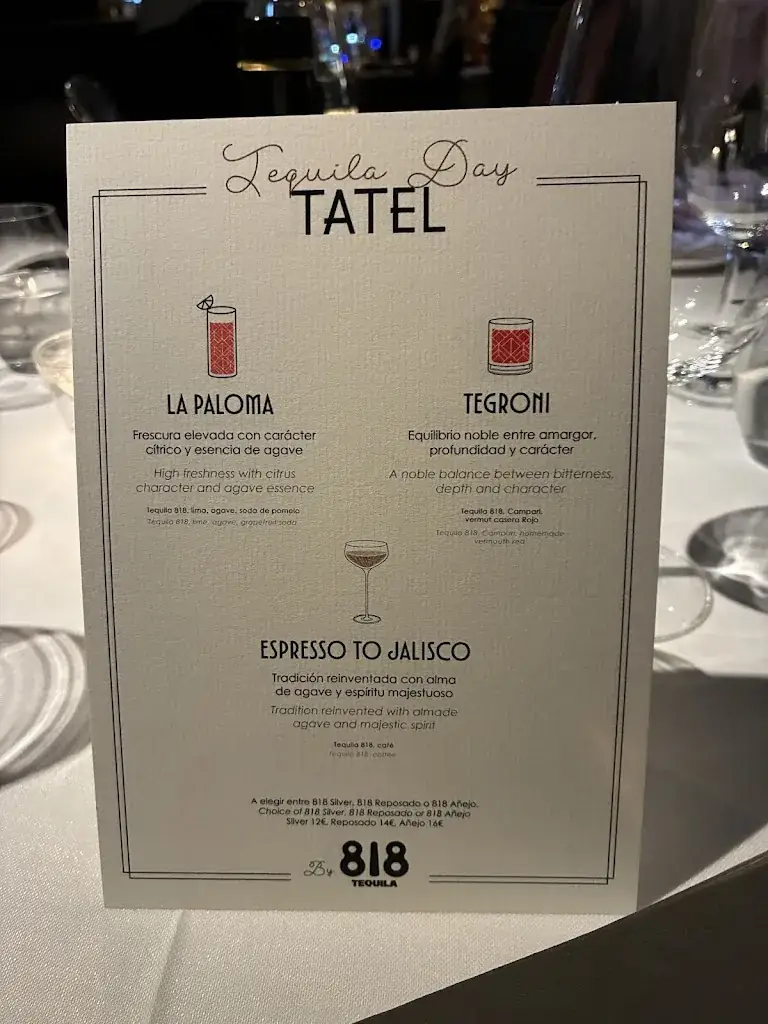 Tequila Day
TATEL
LA PALOMA
Frescura elevada con carácter
cítrico y esencia de agave
High freshness with citrus
character and agave essence
Tequila 818, lima, agave, soda de pomelo
Tequila 818, lime, agave, grapefruit soda
TEGRONI
Equilibrio noble entre amargor,
profundidad y carácter
A noble balance between bitterness,
depth and character
Tequila 818, Campari,
vermut casero Rojo
Tequila 818, Campari, homemade
vermouth red
ESPRESSO TO JALISCO
Tradición reinventada con alma
de agave y espíritu majestuoso
Tradition reinvented with almade
agave and majestic spirit
Tequila 818, café
Tequila 818, coffee
A elegir entre 818 Silver, 818 Reposado o 818 Añejo.
Choice of 818 Silver, 818 Reposado or 818 Añejo
Silver 12€, Reposado 14€, Añejo 16€
By 818
TEQUILA